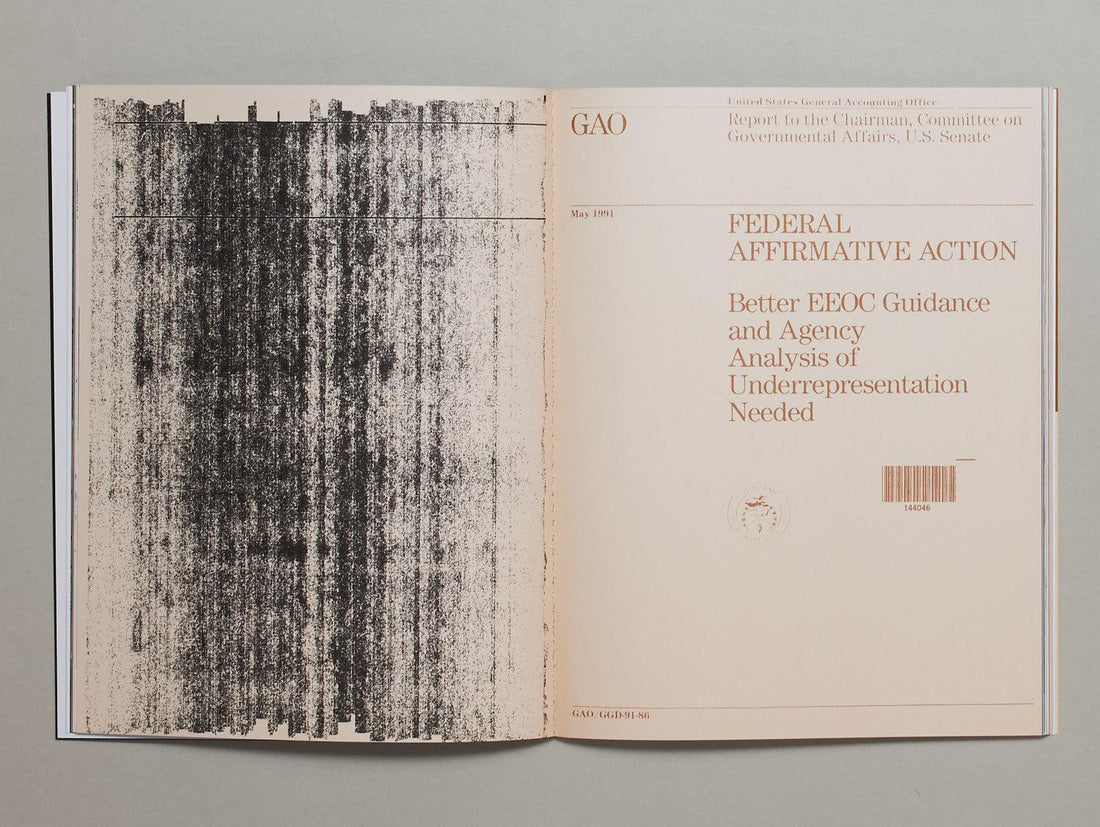 United States General Accounting Office
GAO
Report to the Chairman, Committee on
Governmental Affairs, U.S. Senate
May 1991
FEDERAL
AFFIRMATIVE ACTION
Better EEOC Guidance
and Agency
Analysis of
Underrepresentation
Needed
144046
GAO/GGD-91-86